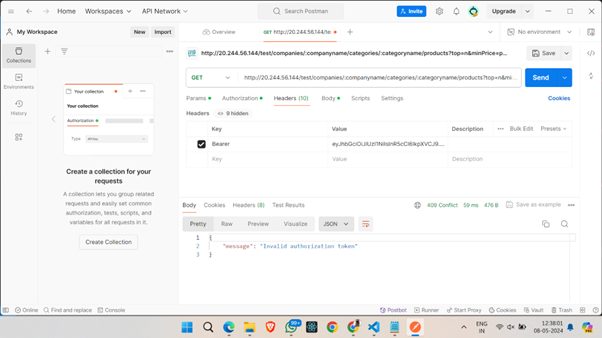 Home Workspaces API Network Search Postman Invite Upgrade
My Workspace New Import Overview GET http://20.244.56.144/te No environment
Collections
Environments
History
http://20.244.56.144/test/companies/:companyname/categories/:categoryname/products?top=n&minPrice=p... Save
GET http://20.244.56.144/test/companies/:companyname/categories/:categoryname/products?top=n&mi Send
Params Authorization Headers (10) Body Scripts Settings Cookies
Headers 9 hidden
Key Value Description Bulk Edit Presets
Bearer
Key Value Description
Your collection
Your collection
Authorization
Type
Create a collection for your
requests
A collection lets you group related
requests and easily set common
authorization, tests, scripts, and
variables for all requests in it.
Create Collection
Body Cookies Headers (8) Test Results 409 Conflict 59 ms 476 B Save as example
Pretty Raw Preview Visualize JSON
1 {
2 "message": "Invalid authorization token"
3 }
Online Find and replace Console Postbot Runner Start Proxy Cookies Vault Trash
99+
ENG
IN
12:38:01
08-05-2024